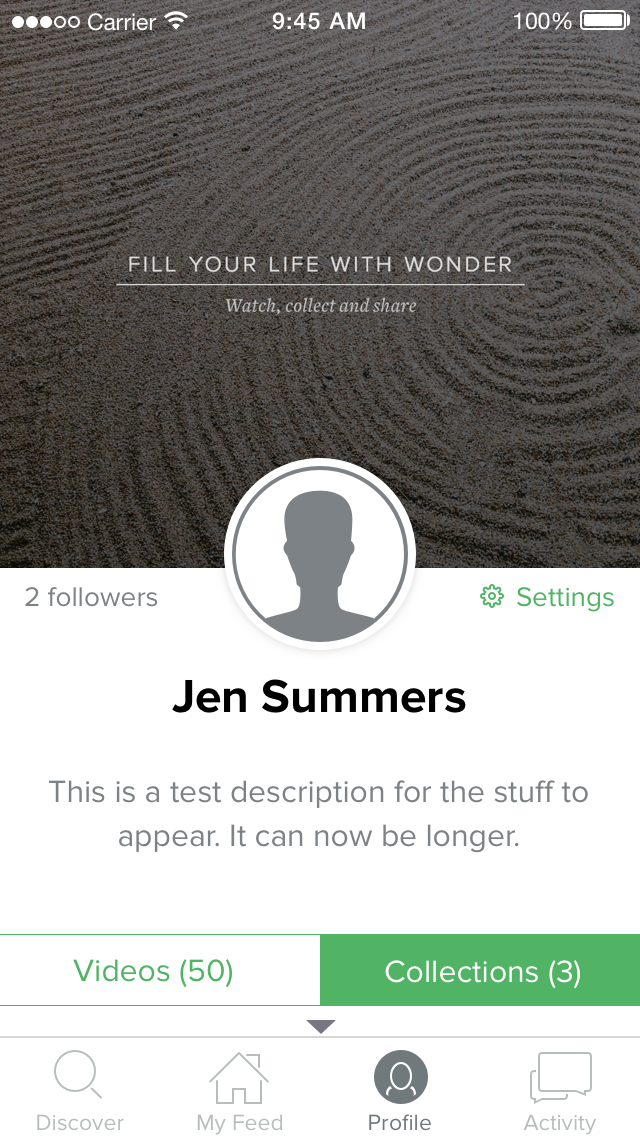 Carrier 9:45 AM 100%
FILL YOUR LIFE WITH WONDER
Watch, collect and share
2 followers Settings
Jen Summers
This is a test description for the stuff to
appear. It can now be longer.
Videos (50) Collections (3)
Discover My Feed Profile Activity